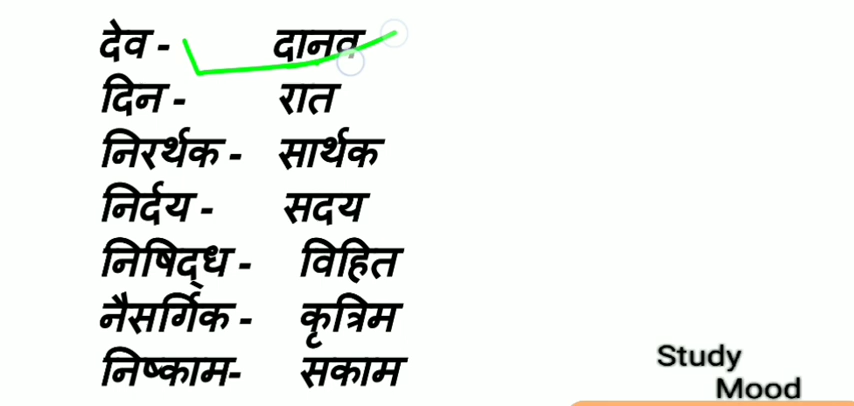 देव - दानव
दिन - रात
निरर्थक - सार्थक
निर्दय - सदय
निषिद्ध - विहित
नैसर्गिक - कृत्रिम
निष्काम- सकाम
Study
Mood